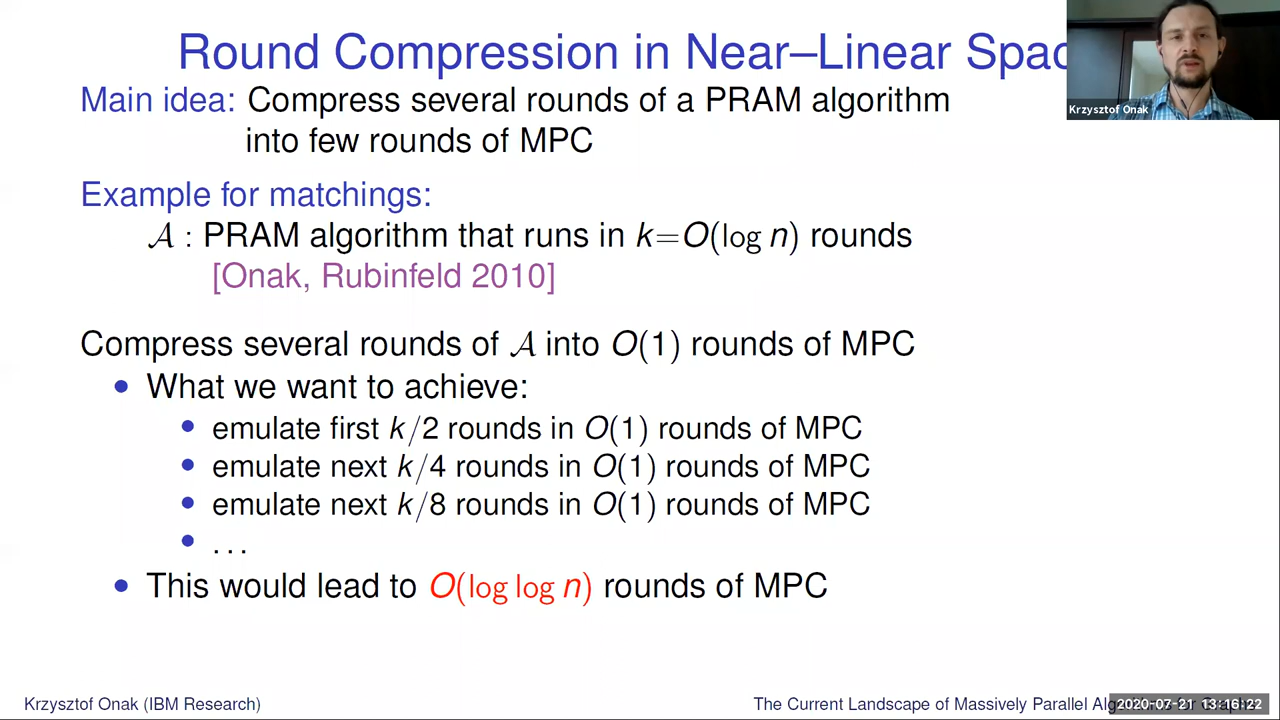 Round Compression in Near–Linear Spac
Krzysztof Onak
Main idea: Compress several rounds of a PRAM algorithm
into few rounds of MPC
Example for matchings:
𝒜 : PRAM algorithm that runs in k=O(log n) rounds
[Onak, Rubinfeld 2010]
Compress several rounds of 𝒜 into O(1) rounds of MPC
• What we want to achieve:
• emulate first k/2 rounds in O(1) rounds of MPC
• emulate next k/4 rounds in O(1) rounds of MPC
• emulate next k/8 rounds in O(1) rounds of MPC
• ...
• This would lead to O(log log n) rounds of MPC
Krzysztof Onak (IBM Research)
The Current Landscape of Massively Parallel
2020-07-21 13:16:22